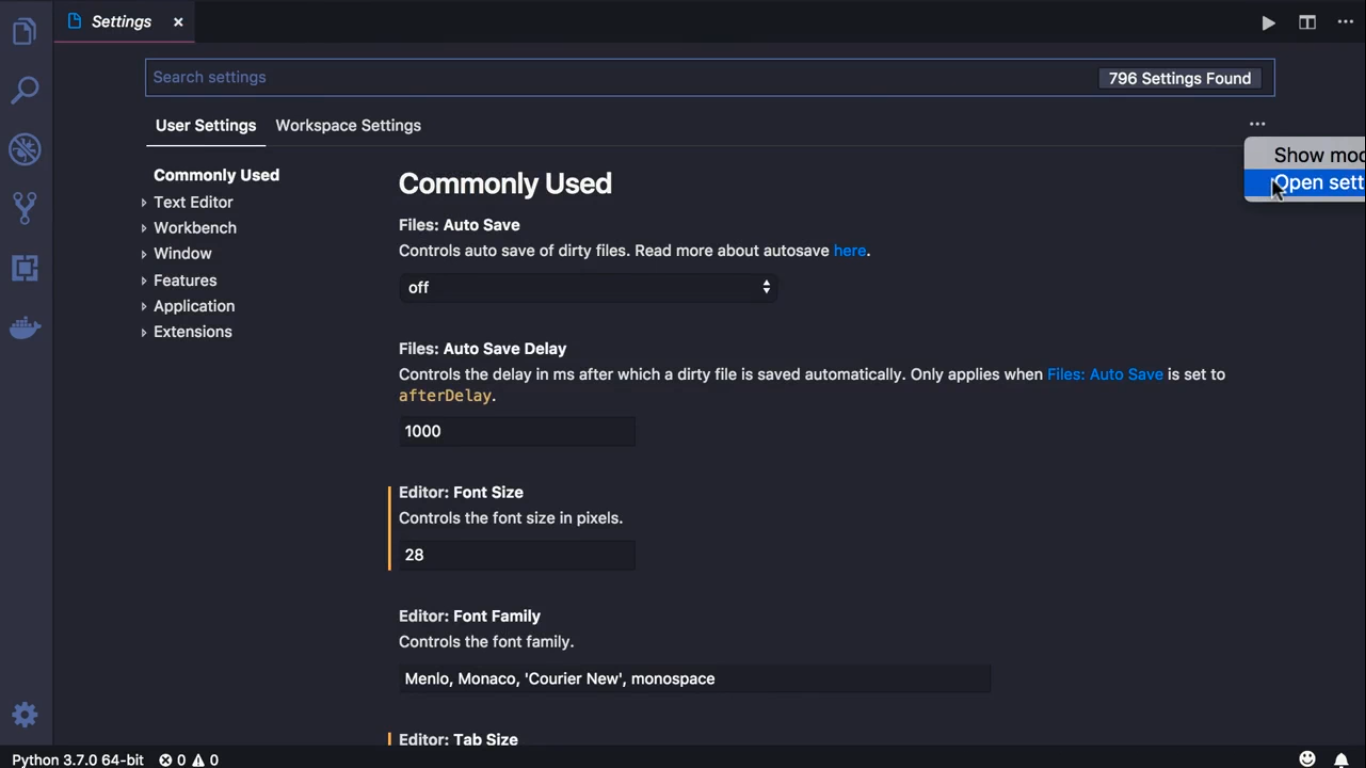 Settings
Search settings
796 Settings Found
User Settings
Workspace Settings
Show
Open
Commonly Used
Text Editor
Workbench
Window
Features
Application
Extensions
Commonly Used
Files: Auto Save
Controls auto save of dirty files. Read more about autosave here.
off
Files: Auto Save Delay
Controls the delay in ms after which a dirty file is saved automatically. Only applies when Files: Auto Save is set to
afterDelay.
1000
Editor: Font Size
Controls the font size in pixels.
28
Editor: Font Family
Controls the font family.
Menlo, Monaco, 'Courier New', monospace
Editor: Tab Size
Python 3.7.0 64-bit 0 0